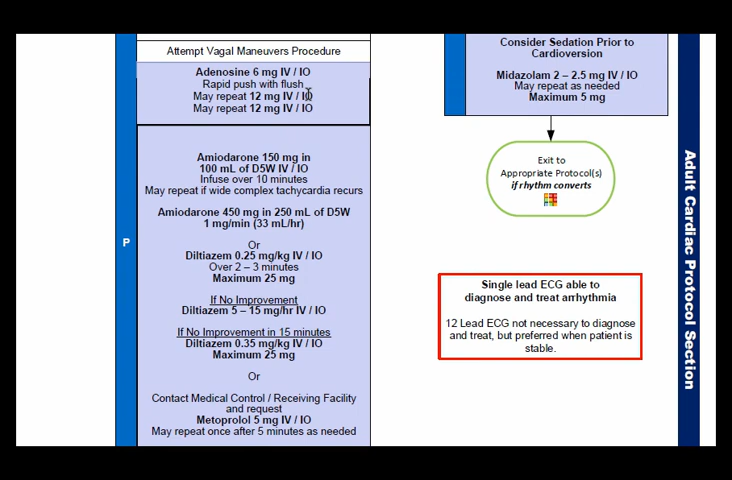 Attempt Vagal Maneuvers Procedure
Adenosine 6 mg IV / IO
Rapid push with flush
May repeat 12 mg IV / IO
May repeat 12 mg IV / IO
P
Amiodarone 150 mg in
100 mL of D5W IV / IO
Infuse over 10 minutes
May repeat if wide complex tachycardia recurs
Amiodarone 450 mg in 250 mL of D5W
1 mg/min (33 mL/hr)
Or
Diltiazem 0.25 mg/kg IV / IO
Over 2 – 3 minutes
Maximum 25 mg
If No Improvement
Diltiazem 5 – 15 mg/hr IV / IO
If No Improvement in 15 minutes
Diltiazem 0.35 mg/kg IV / IO
Maximum 25 mg
Or
Contact Medical Control / Receiving Facility
and request
Metoprolol 5 mg IV / IO
May repeat once after 5 minutes as needed
Consider Sedation Prior to
Cardioversion
Midazolam 2 – 2.5 mg IV / IO
May repeat as needed
Maximum 5 mg
Exit to
Appropriate Protocol(s)
if rhythm converts
Single lead ECG able to
diagnose and treat arrhythmia
12 Lead ECG not necessary to diagnose
and treat, but preferred when patient is
stable.
Adult Cardiac Protocol Section